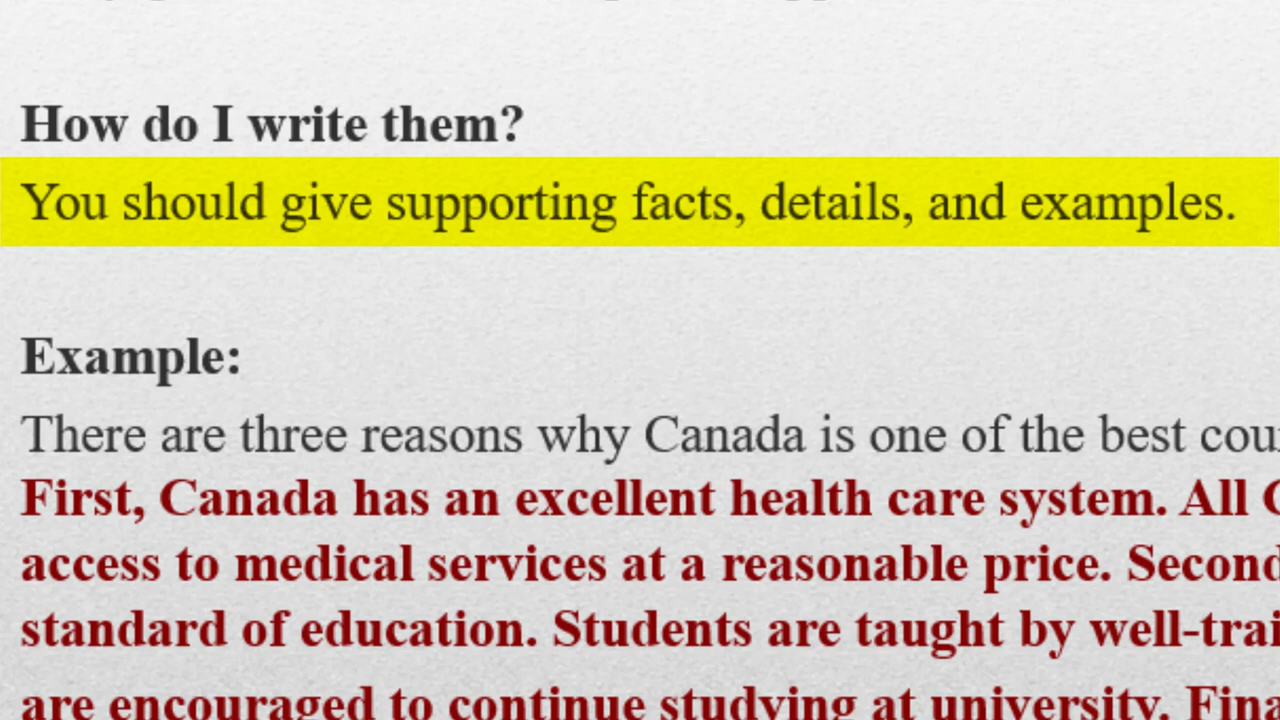 How do I write them?
You should give supporting facts, details, and examples.
Example:
There are three reasons why Canada is one of the best
First, Canada has an excellent health care system. All
access to medical services at a reasonable price.
standard of education. Students are taught by
are encouraged to continue studying at university.